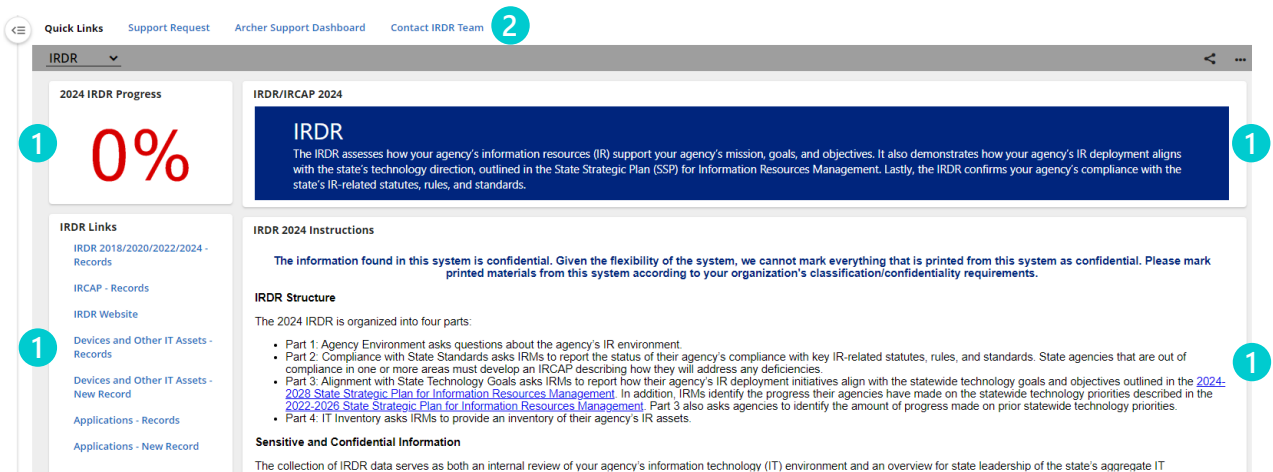 Quick Links Support Request Archer Support Dashboard Contact IRDR Team 2
IRDR
2024 IRDR Progress
1
0%
IRDR/IRCAP 2024
IRDR
The IRDR assesses how your agency's information resources (IR) support your agency's mission, goals, and objectives. It also demonstrates how your agency's IR deployment aligns
with the state's technology direction, outlined in the State Strategic Plan (SSP) for Information Resources Management. Lastly, the IRDR confirms your agency's compliance with the
state's IR-related statutes, rules, and standards.
1
IRDR Links
IRDR 2018/2020/2022/2024 -
Records
IRCAP - Records
IRDR Website
1
Devices and Other IT Assets -
Records
Devices and Other IT Assets -
New Record
Applications - Records
Applications - New Record
IRDR 2024 Instructions
The information found in this system is confidential. Given the flexibility of the system, we cannot mark everything that is printed from this system as confidential. Please mark
printed materials from this system according to your organization's classification/confidentiality requirements.
IRDR Structure
The 2024 IRDR is organized into four parts:
• Part 1: Agency Environment asks questions about the agency's IR environment.
• Part 2: Compliance with State Standards asks IRMs to report the status of their agency's compliance with key IR-related statutes, rules, and standards. State agencies that are out of
compliance in one or more areas must develop an IRCAP describing how they will address any deficiencies.
• Part 3: Alignment with State Technology Goals asks IRMs to report how their agency's IR deployment initiatives align with the statewide technology goals and objectives outlined in the 2024-
2028 State Strategic Plan for Information Resources Management. In addition, IRMs identify the progress their agencies have made on the statewide technology priorities described in the
2022-2026 State Strategic Plan for Information Resources Management. Part 3 also asks agencies to identify the amount of progress made on prior statewide technology priorities.
• Part 4: IT Inventory asks IRMs to provide an inventory of their agency's IR assets.
1
Sensitive and Confidential Information
The collection of IRDR data serves as both an internal review of your agency's information technology (IT) environment and an overview for state leadership of the state's aggregate IT